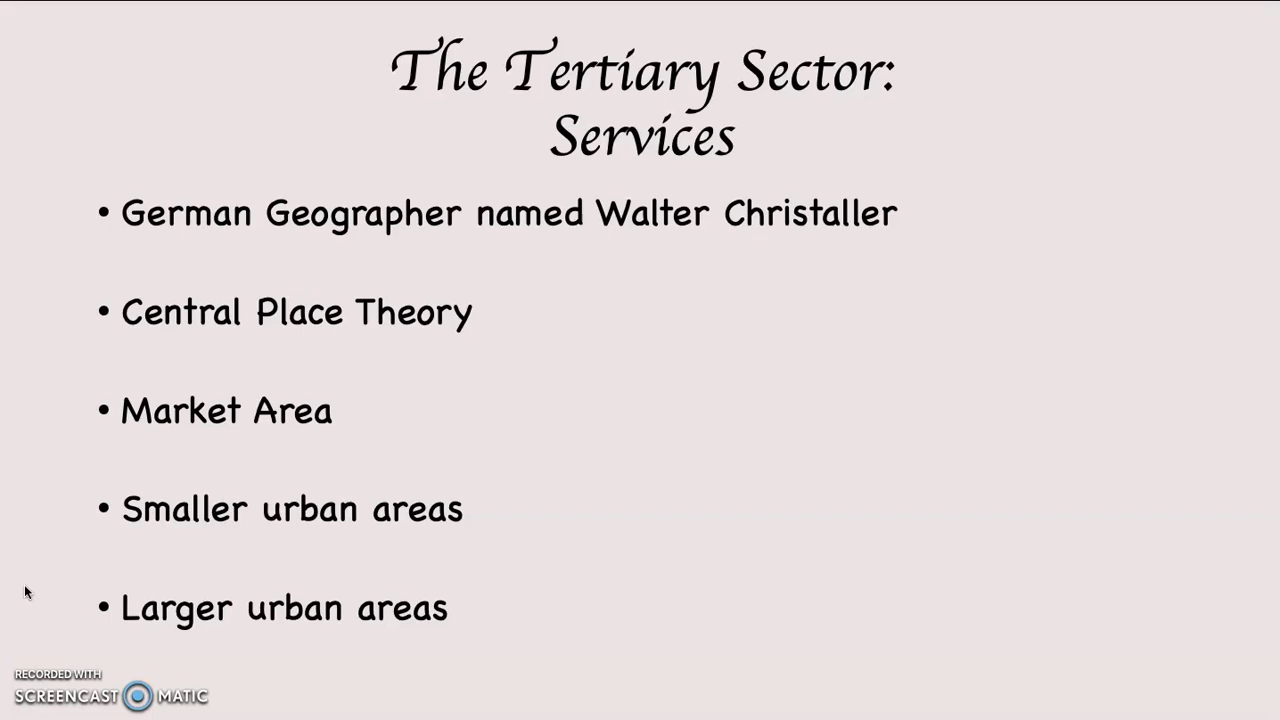 The Tertiary Sector:
Services
• German Geographer named Walter Christaller
• Central Place Theory
• Market Area
• Smaller urban areas
• Larger urban areas
RECORDED WITH
SCREENCAST MATIC